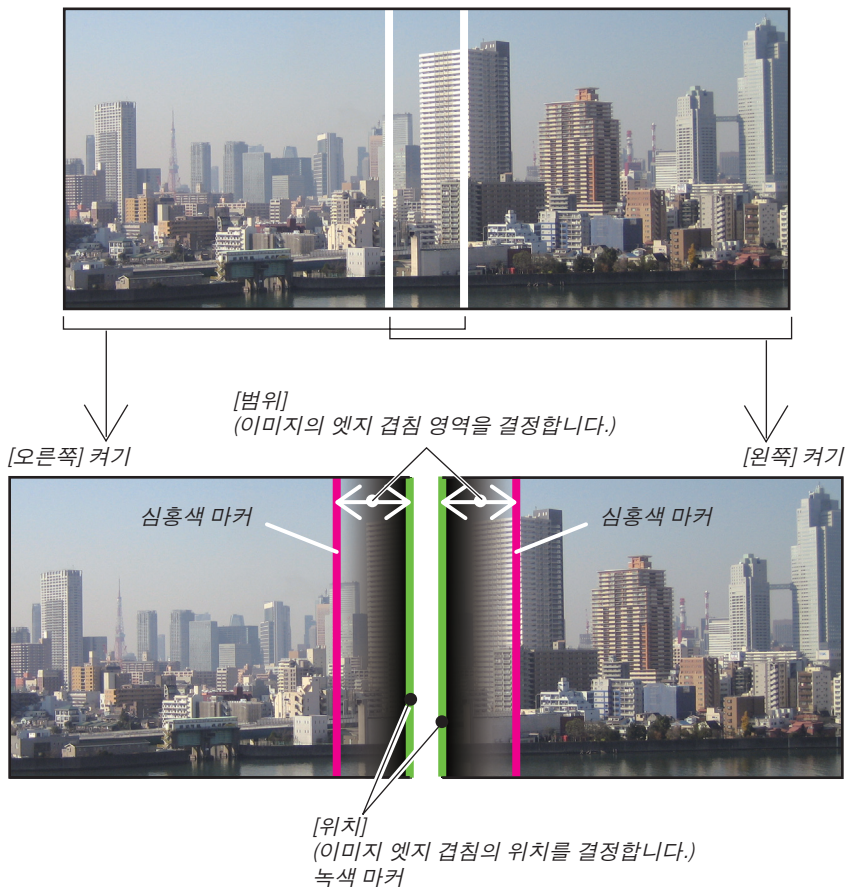 [범위]
(이미지의 엣지 겹침 영역을 결정합니다.)
[오른쪽] 켜기
[왼쪽] 켜기
심홍색 마커
심홍색 마커
[위치]
(이미지 엣지 겹침의 위치를 결정합니다.)
녹색 마커